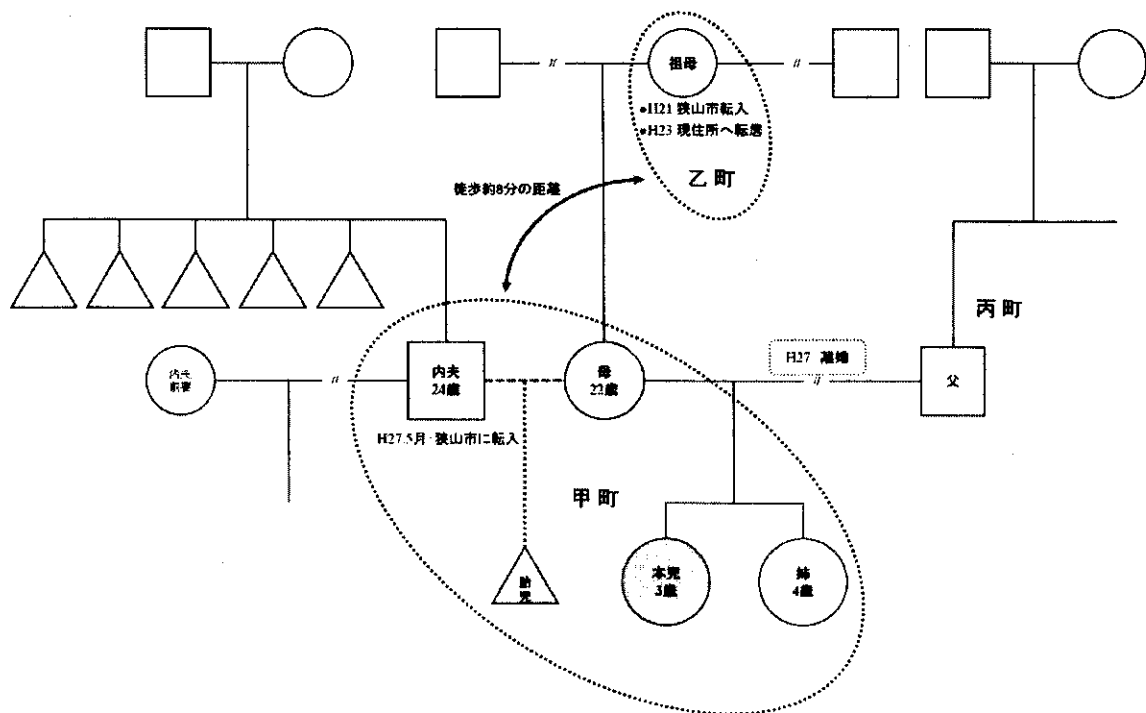 祖母
●H21 狭山市転入
●H23 現住所へ転居
乙町
徒歩約8分の距離
丙町
内夫
前妻
内夫
24歳
母
22歳
H27 離婚
父
H27.5月 狭山市に転入
甲町
胎児
本児
3歳
姉
4歳